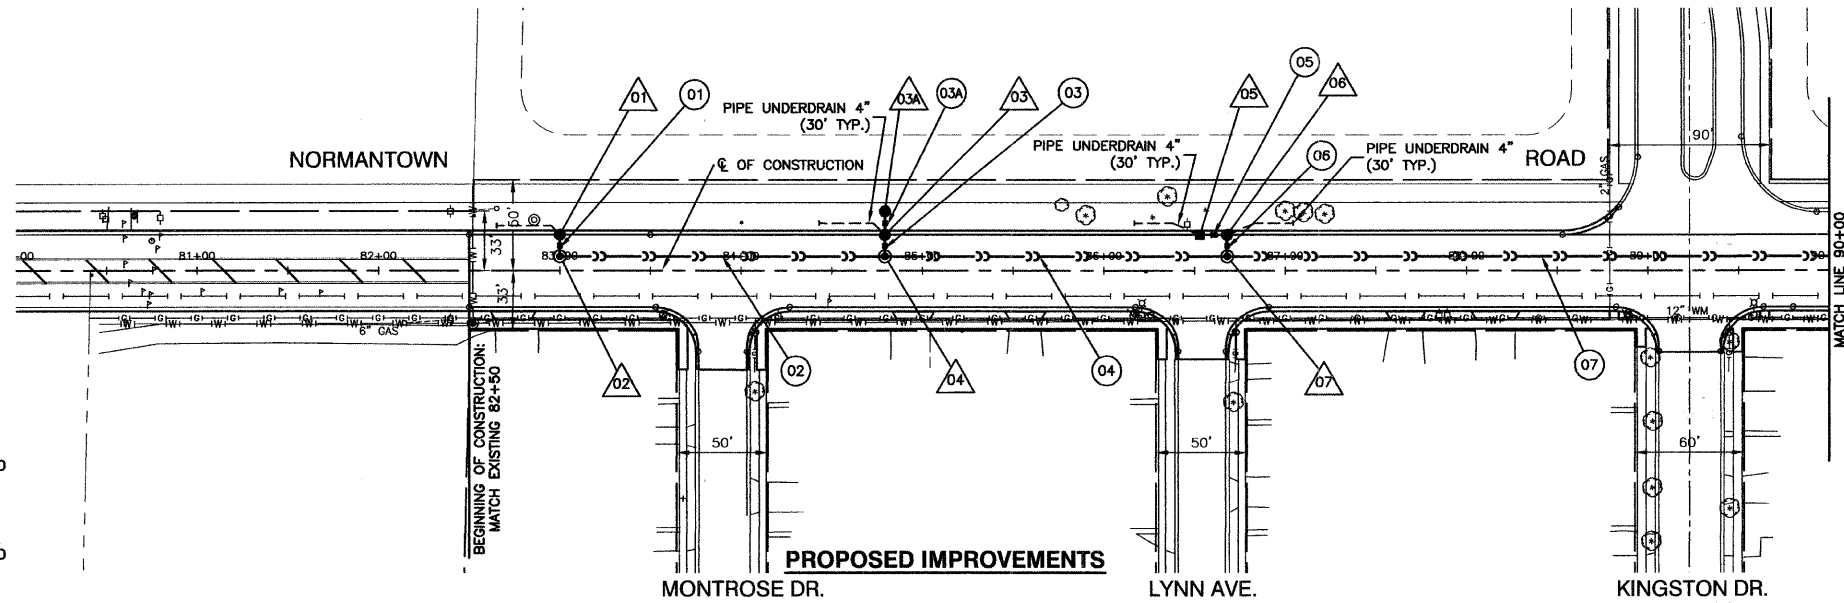 01
01
PIPE UNDERDRAIN 4"
(30' TYP.)
03A
03A
03
03
05
05
06
PIPE UNDERDRAIN 4"
(30' TYP.)
06
PIPE UNDERDRAIN 4"
(30' TYP.)
NORMANTOWN
℄ OF CONSTRUCTION
ROAD
90'
2" GAS
60'
33'
33'
81+00
82+00
6" GAS
12" WM
MATCH LINE 90+00
BEGINNING OF CONSTRUCTION:
MATCH EXISTING 82+50
02
02
04
04
07
07
50'
50'
60'
PROPOSED IMPROVEMENTS
MONTROSE DR.
LYNN AVE.
KINGSTON DR.